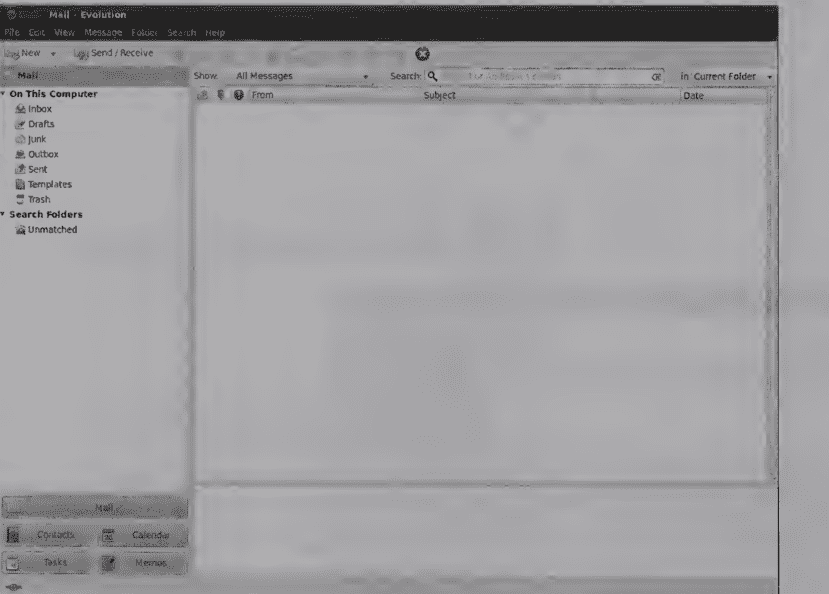 Mail - Evolution
File Edit View Message Folder Search Help
New Send / Receive
Mail
Show: All Messages Search: in Current Folder
From Subject Date
On This Computer
Inbox
Drafts
Junk
Outbox
Sent
Templates
Trash
Search Folders
Unmatched
Mail
Contacts Calendar
Tasks Memos